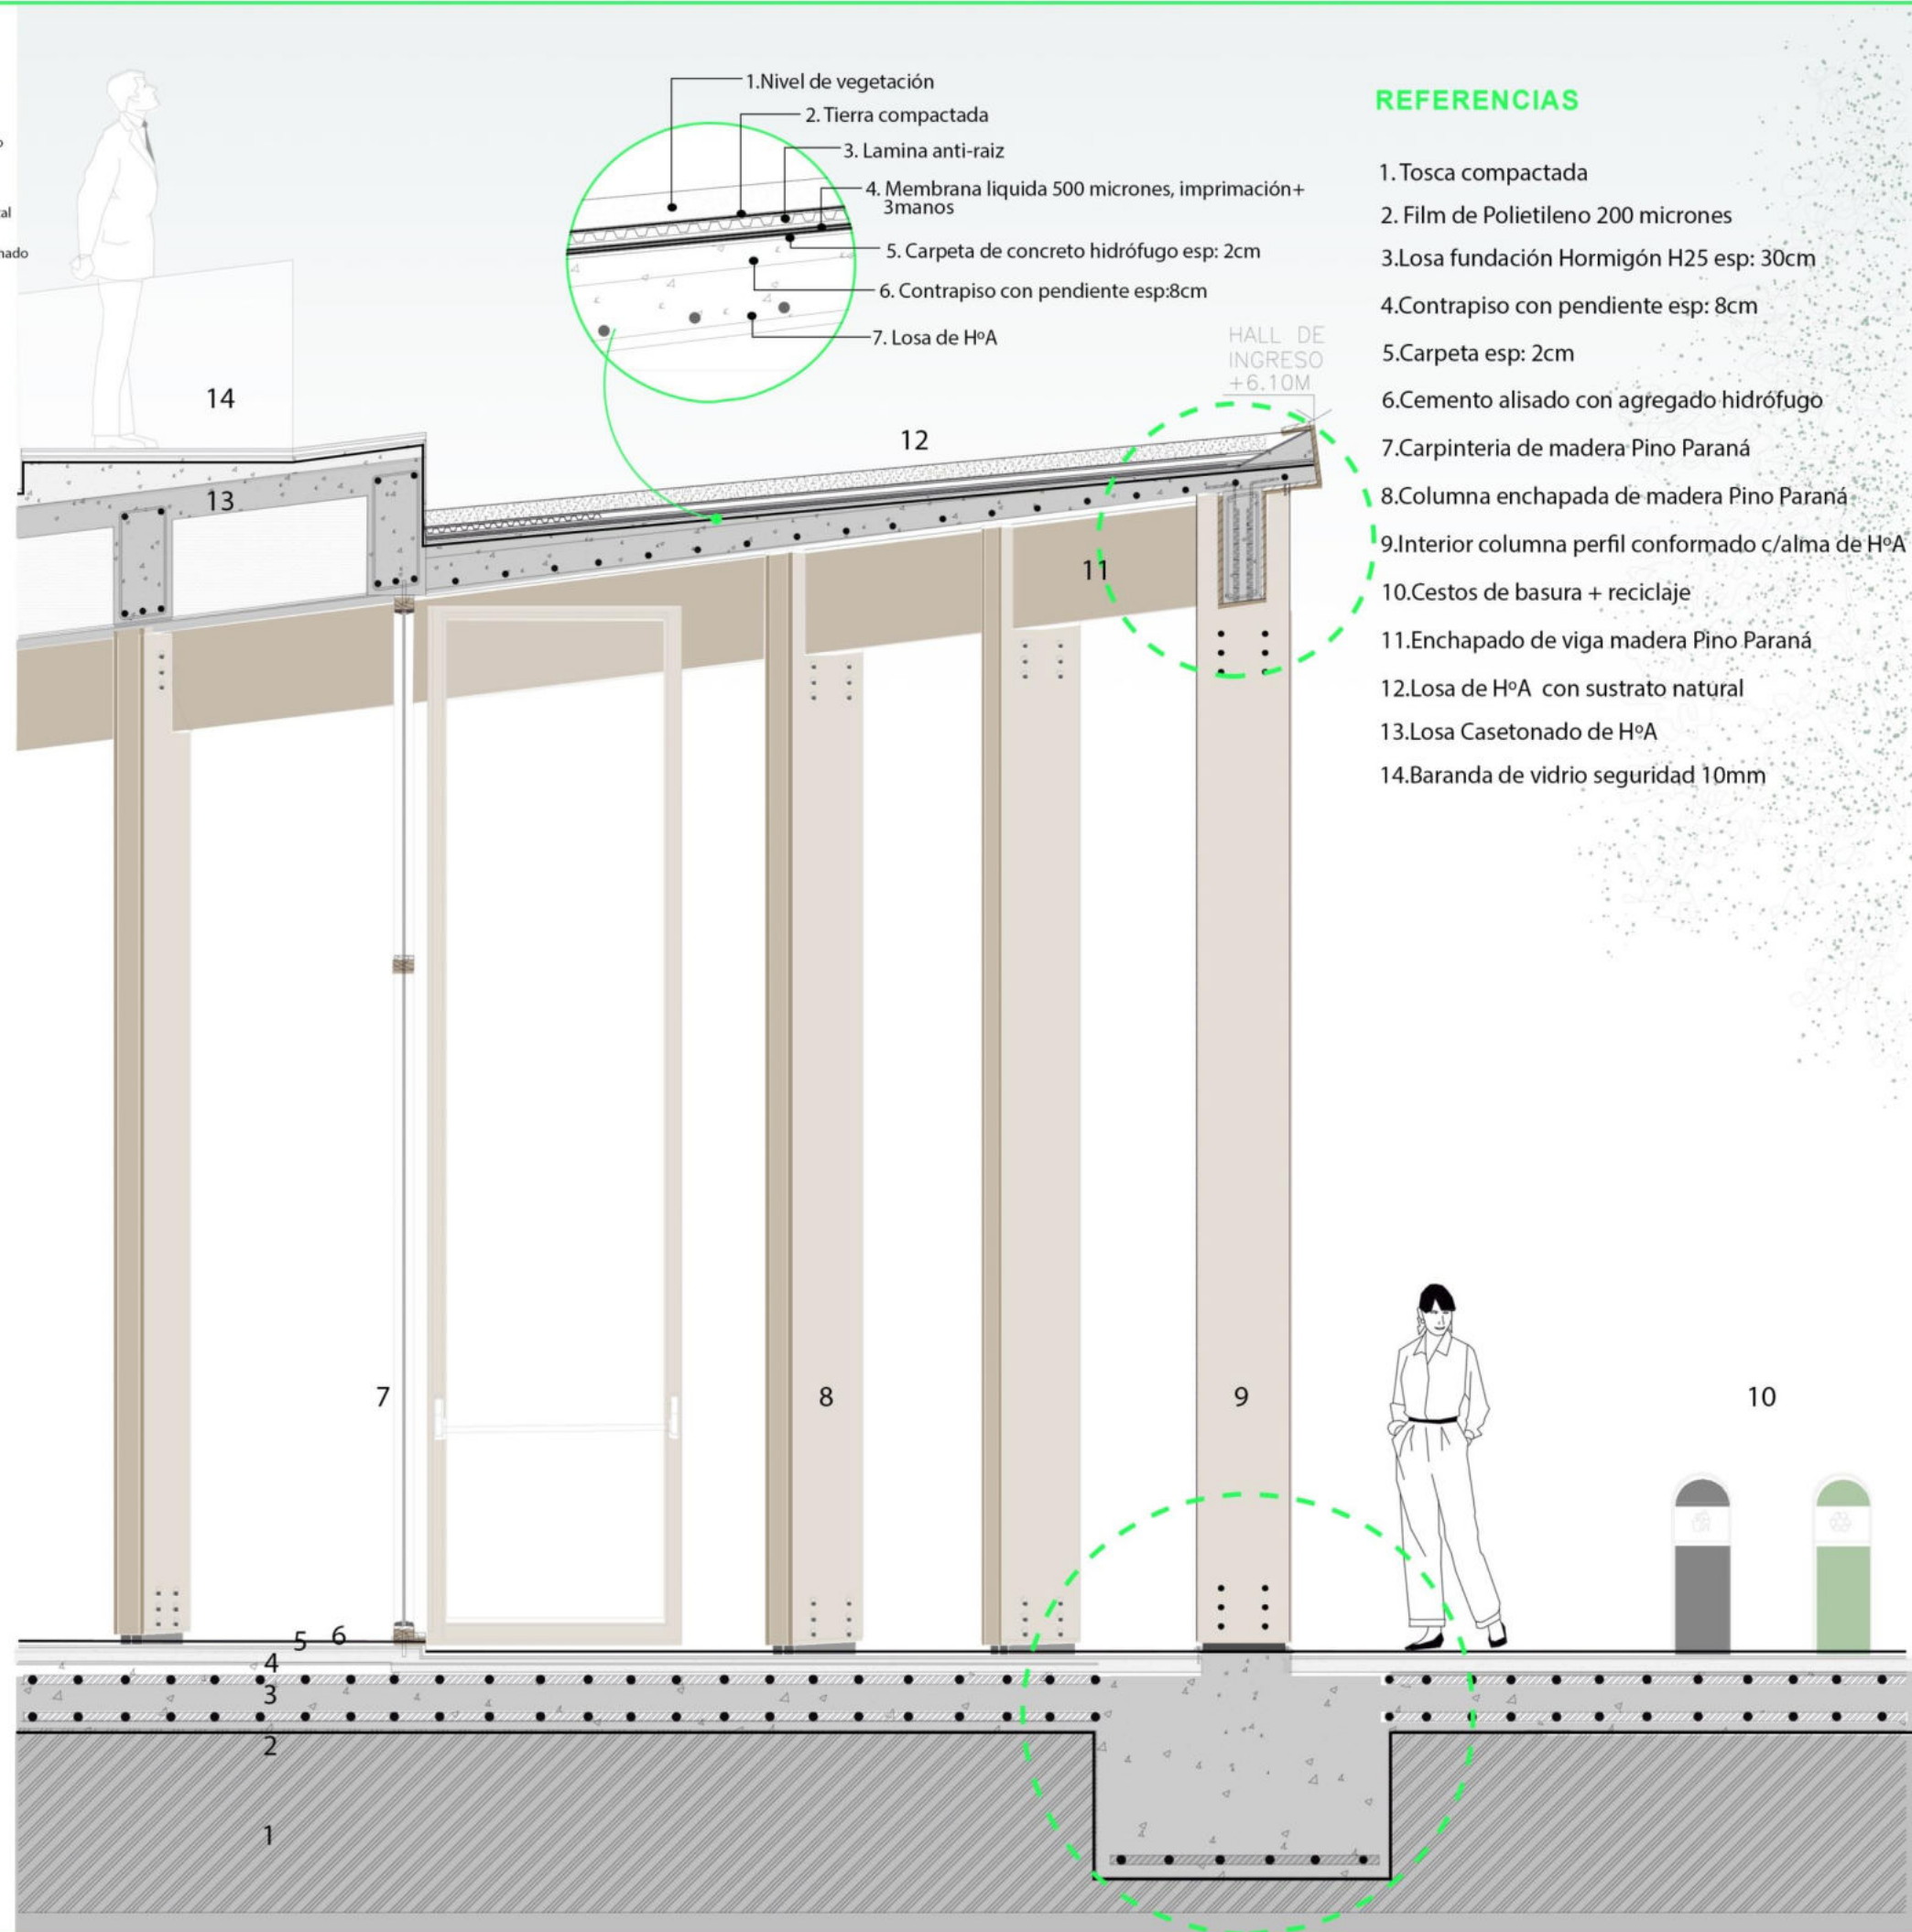 1.Nivel de vegetación
2. Tierra compactada
3. Lamina anti-raiz
4. Membrana liquida 500 micrones, imprimación+
3manos
5. Carpeta de concreto hidrófugo esp: 2cm
6. Contrapiso con pendiente esp:8cm
7. Losa de HºA
HALL DE
INGRESO
+6.10M
REFERENCIAS
1. Tosca compactada
2. Film de Polietileno 200 micrones
3.Losa fundación Hormigón H25 esp: 30cm
4.Contrapiso con pendiente esp: 8cm
5.Carpeta esp: 2cm
6.Cemento alisado con agregado hidrófugo
7.Carpinteria de madera Pino Paraná
8.Columna enchapada de madera Pino Paraná
9.Interior columna perfil conformado c/alma de HºA
10.Cestos de basura + reciclaje
11.Enchapado de viga madera Pino Paraná
12.Losa de HºA con sustrato natural
13.Losa Casetonado de HºA
14.Baranda de vidrio seguridad 10mm
14
12
13
11
7
8
9
10
5 6
4
3
2
1